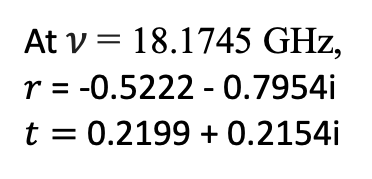 At ν = 18.1745 GHz,
r = -0.5222 - 0.7954i
t = 0.2199 + 0.2154i